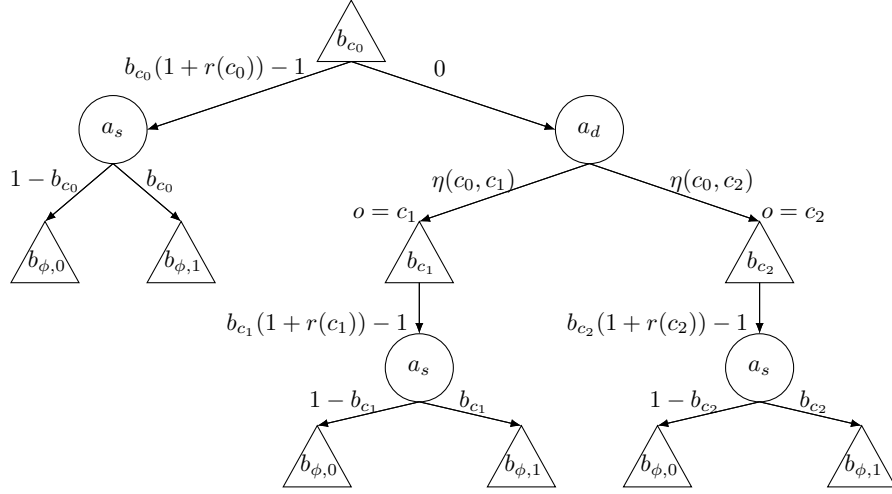 b_{c_0}
b_{c_0}(1 + r(c_0)) − 1
0
a_s
a_d
1 − b_{c_0}
b_{c_0}
η(c_0, c_1)
η(c_0, c_2)
o = c_1
o = c_2
b_{ϕ,0}
b_{ϕ,1}
b_{c_1}
b_{c_2}
b_{c_1}(1 + r(c_1)) − 1
b_{c_2}(1 + r(c_2)) − 1
a_s
a_s
1 − b_{c_1}
b_{c_1}
1 − b_{c_2}
b_{c_2}
b_{ϕ,0}
b_{ϕ,1}
b_{ϕ,0}
b_{ϕ,1}